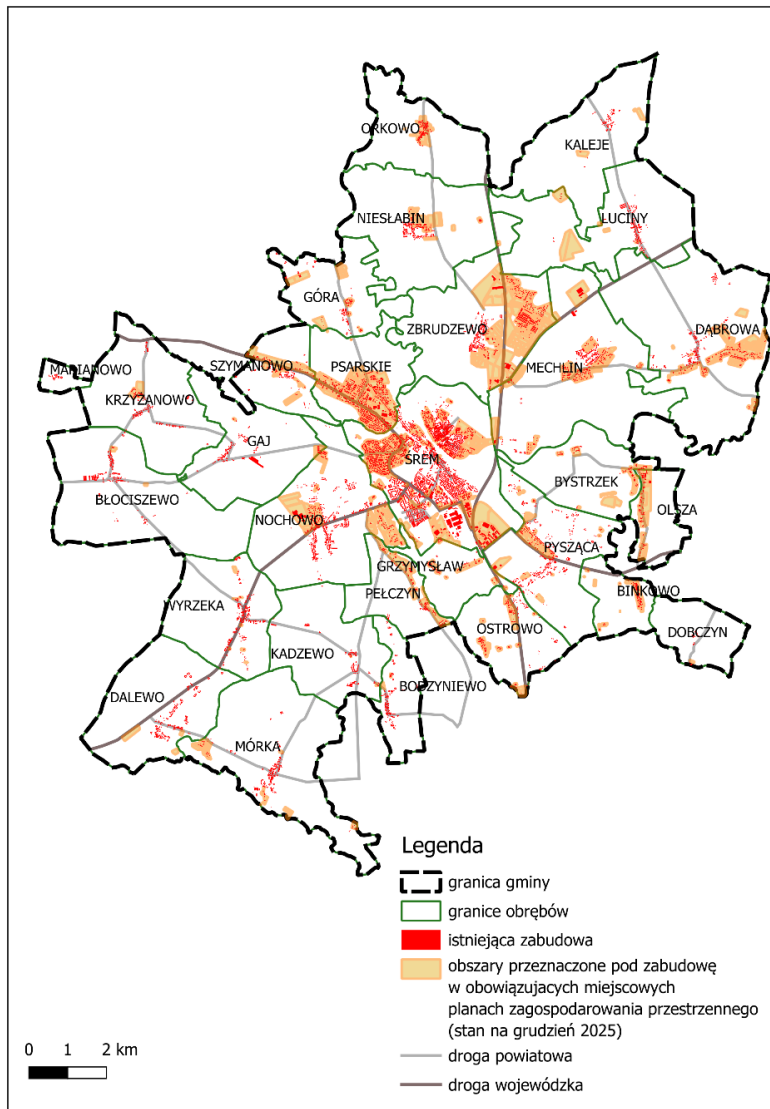 ORKOWO
KALEJE
NIESŁABIN
LUCINY
GÓRA
ZBRUDZEWO
DĄBROWA
SZYMANOWO
PSARSKIE
MECHLIN
MARIANOWO
KRZYŻANOWO
GAJ
ŚREM
BŁOCISZEWO
BYSTRZEK
OLSZA
NOCHOWO
PYSZĄCA
GRZYMYSŁAW
BINKOWO
PEŁCZYN
WYRZEKA
OSTROWO
DOBCZYN
KADZEWO
BODZYNIEWO
DALEWO
MÓRKA
Legenda
granica gminy
granice obrębów
istniejąca zabudowa
obszary przeznaczone pod zabudowę
w obowiązujacych miejscowych
planach zagospodarowania przestrzennego
(stan na grudzień 2025)
droga powiatowa
droga wojewódzka
0 1 2 km